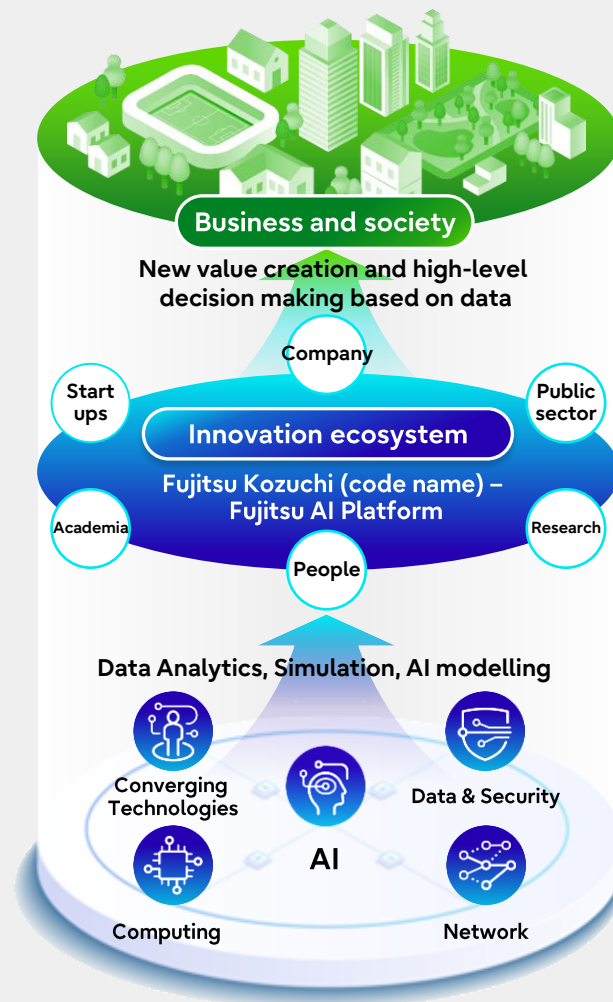 Business and society
New value creation and high-level
decision making based on data
Company
Start
ups
Public
sector
Innovation ecosystem
Fujitsu Kozuchi (code name) –
Fujitsu AI Platform
Academia
Research
People
Data Analytics, Simulation, AI modelling
Converging
Technologies
Data & Security
AI
Computing
Network